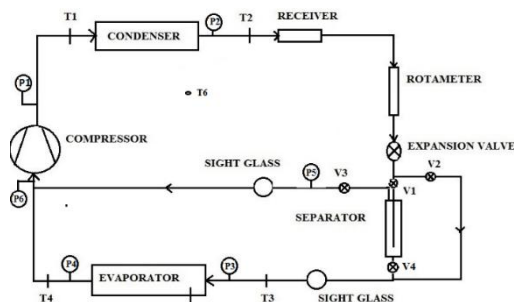 T1
CONDENSER
P2
T2
RECEIVER
P1
T6
ROTAMETER
COMPRESSOR
EXPANSION VALVE
SIGHT GLASS
P5
V3
V2
V1
P6
SEPARATOR
P4
EVAPORATOR
P3
V4
T4
T3
SIGHT GLASS